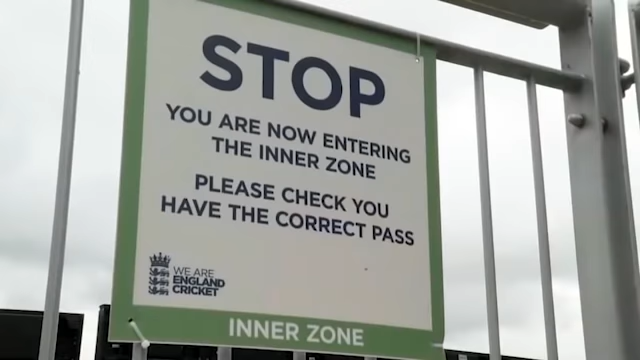 STOP
YOU ARE NOW ENTERING
THE INNER ZONE
PLEASE CHECK YOU
HAVE THE CORRECT PASS
WE ARE
ENGLAND
CRICKET
INNER ZONE